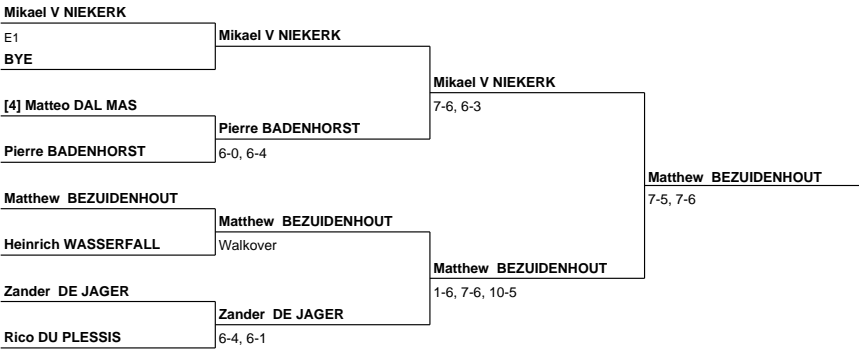 Mikael V NIEKERK
E1
BYE
Mikael V NIEKERK
[4] Matteo DAL MAS
Pierre BADENHORST
Pierre BADENHORST
6-0, 6-4
Mikael V NIEKERK
7-6, 6-3
Matthew BEZUIDENHOUT
Heinrich WASSERFALL
Matthew BEZUIDENHOUT
Walkover
Zander DE JAGER
Rico DU PLESSIS
Zander DE JAGER
6-4, 6-1
Matthew BEZUIDENHOUT
1-6, 7-6, 10-5
Matthew BEZUIDENHOUT
7-5, 7-6